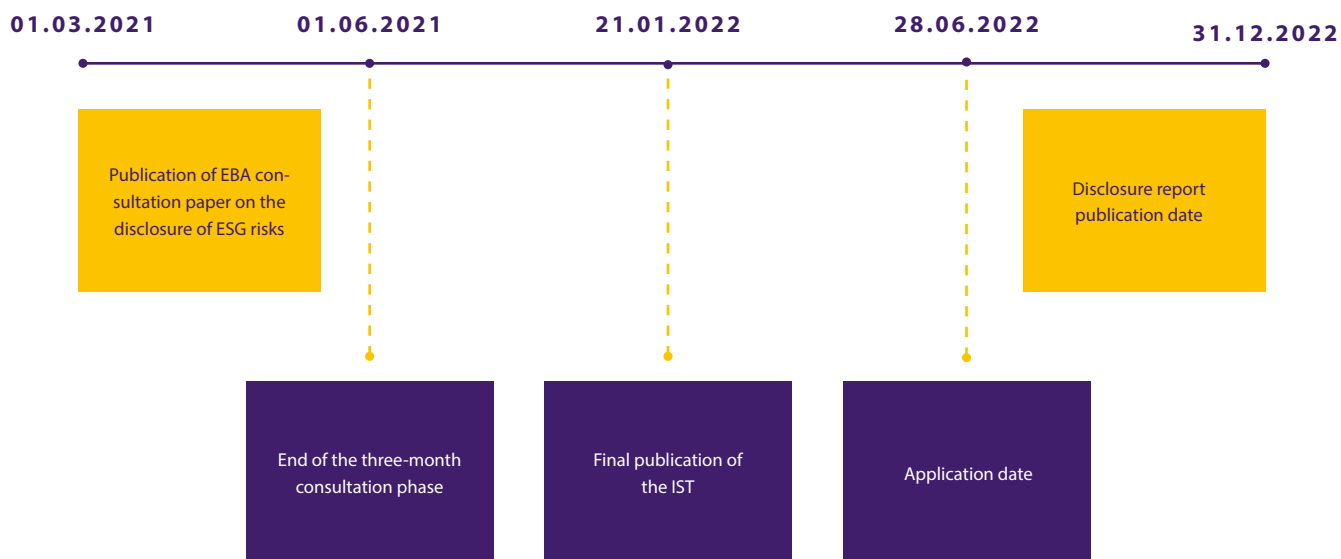 01.03.2021
01.06.2021
21.01.2022
28.06.2022
31.12.2022
Publication of EBA con-
sultation paper on the
disclosure of ESG risks
Disclosure report
publication date
End of the three-month
consultation phase
Final publication of
the IST
Application date